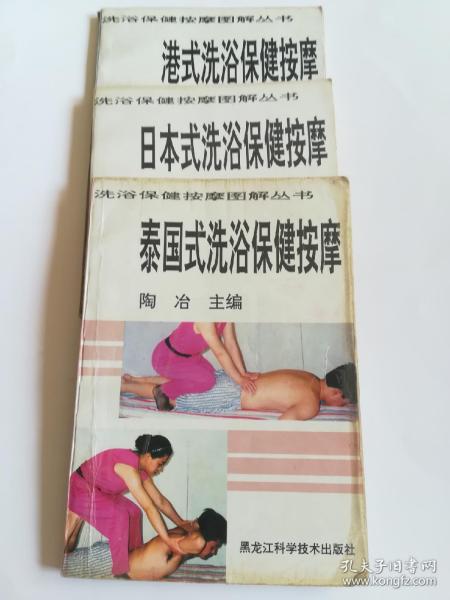 洗浴保健按摩图解丛书
港式洗浴保健按摩
洗浴保健按摩图解丛书
日本式洗浴保健按摩
洗浴保健按摩图解丛书
泰国式洗浴保健按摩
陶冶 主编
黑龙江科学技术出版社
孔夫子旧书网
kongfz.com